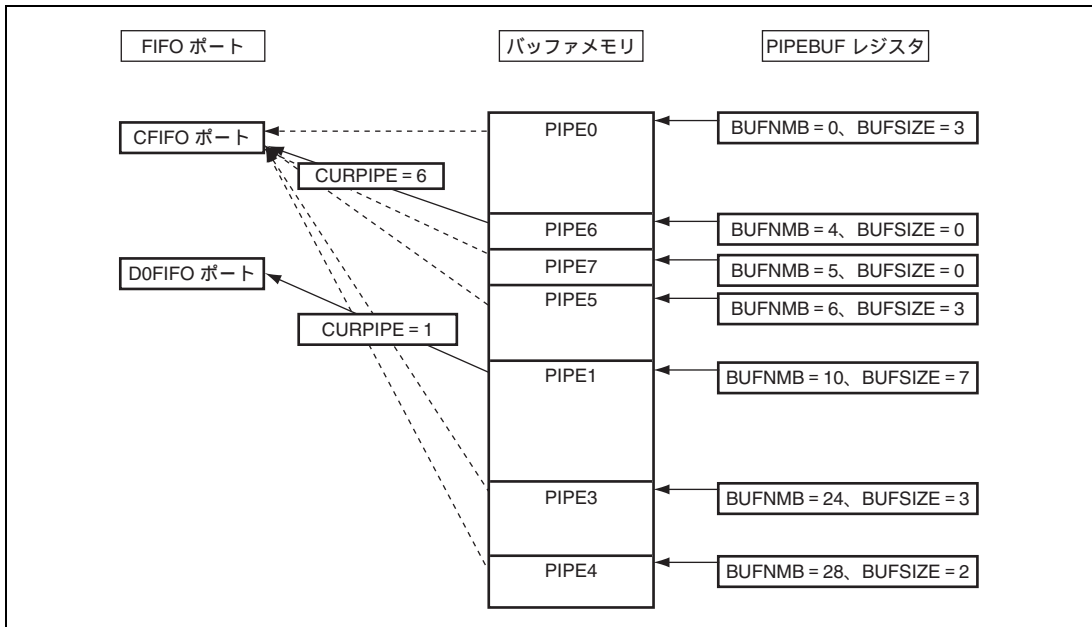 FIFO ポート
バッファメモリ
PIPEBUF レジスタ
CFIFO ポート
PIPE0
BUFNMB = 0、BUFSIZE = 3
CURPIPE = 6
PIPE6
BUFNMB = 4、BUFSIZE = 0
D0FIFO ポート
PIPE7
BUFNMB = 5、BUFSIZE = 0
PIPE5
BUFNMB = 6、BUFSIZE = 3
CURPIPE = 1
PIPE1
BUFNMB = 10、BUFSIZE = 7
PIPE3
BUFNMB = 24、BUFSIZE = 3
PIPE4
BUFNMB = 28、BUFSIZE = 2